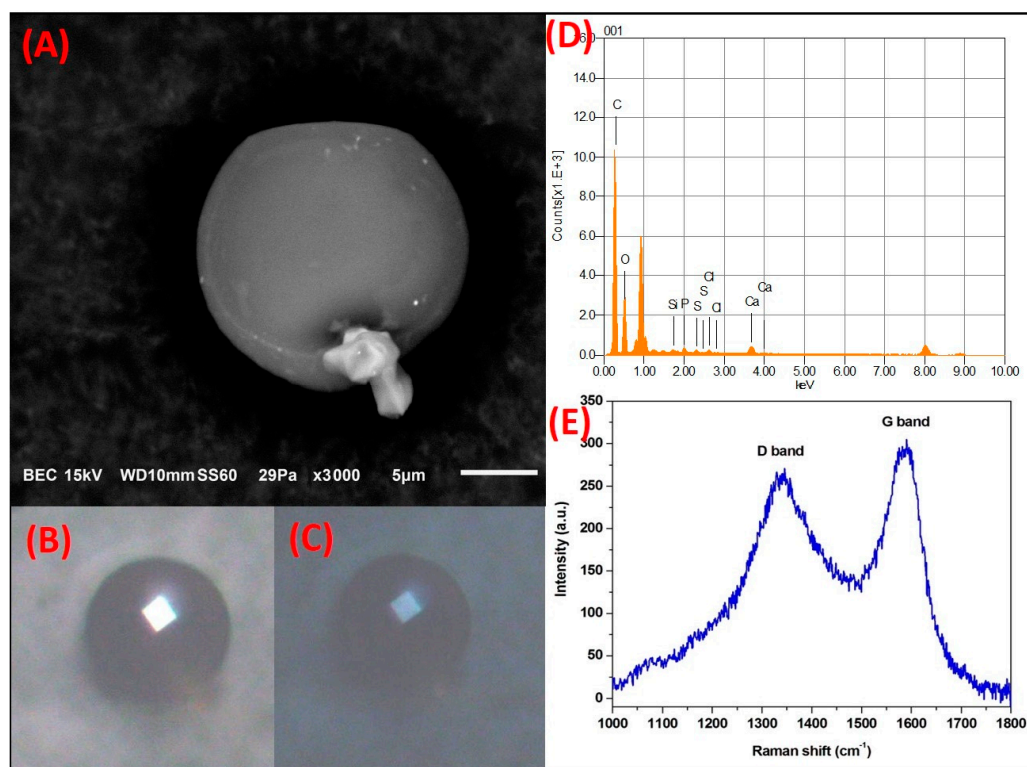 (A)
BEC 15kV WD10mm SS60 29Pa x3000 5µm
(B)
(C)
(D)
001
Counts[x1.E+3]
16.0
14.0
12.0
10.0
8.0
6.0
4.0
2.0
0.0
C
O
Si P S S Cl Cl Ca Ca
0.00 1.00 2.00 3.00 4.00 5.00 6.00 7.00 8.00 9.00 10.00
keV
(E)
Intensity (a.u.)
350
300
250
200
150
100
50
0
D band
G band
1000 1100 1200 1300 1400 1500 1600 1700 1800
Raman shift (cm⁻¹)